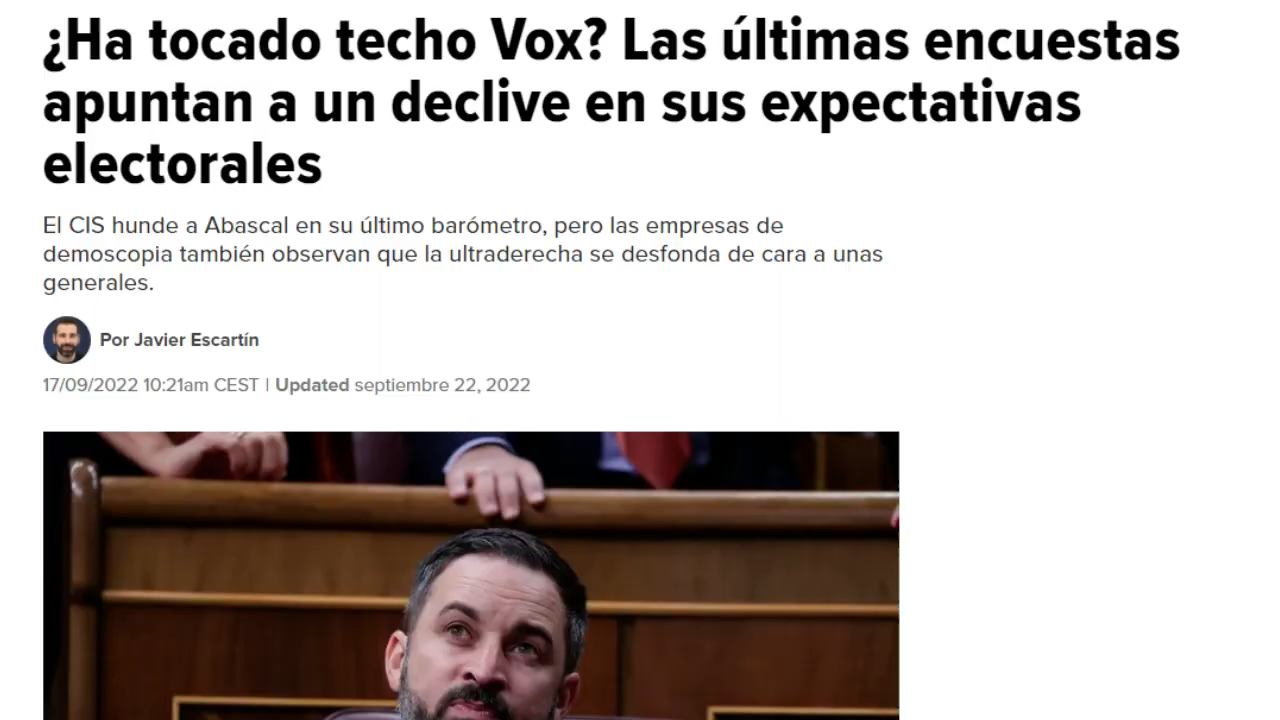 ¿Ha tocado techo Vox? Las últimas encuestas
apuntan a un declive en sus expectativas
electorales
El CIS hunde a Abascal en su último barómetro, pero las empresas de
demoscopia también observan que la ultraderecha se desfonda de cara a unas
generales.
Por Javier Escartín
17/09/2022 10:21am CEST | Updated septiembre 22, 2022